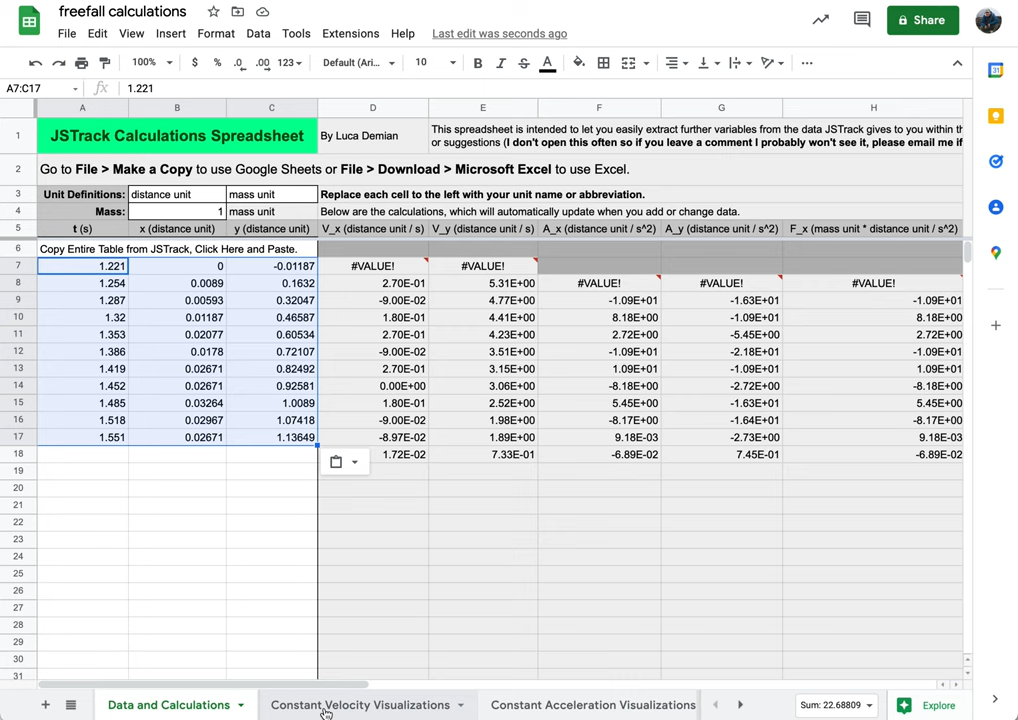 freefall calculations
File Edit View Insert Format Data Tools Extensions Help Last edit was seconds ago
Share
100% $ % .0 .00 123 Default (Ari... 10 B I S A
A7:C17 fx 1.221
A B C D E F G H
1 JSTrack Calculations Spreadsheet By Luca Demian This spreadsheet is intended to let you easily extract further variables from the data JSTrack gives to you within th
or suggestions (I don't open this often so if you leave a comment I probably won't see it, please email me if
2 Go to File > Make a Copy to use Google Sheets or File > Download > Microsoft Excel to use Excel.
3 Unit Definitions: distance unit mass unit Replace each cell to the left with your unit name or abbreviation.
4 Mass: 1 mass unit Below are the calculations, which will automatically update when you add or change data.
5 t (s) x (distance unit) y (distance unit) V_x (distance unit / s) V_y (distance unit / s) A_x (distance unit / s^2) A_y (distance unit / s^2) F_x (mass unit * distance unit / s^2)
6 Copy Entire Table from JSTrack, Click Here and Paste.
7 1.221 0 -0.01187 #VALUE! #VALUE!
8 1.254 0.0089 0.1632 2.70E-01 5.31E+00 #VALUE! #VALUE! #VALUE!
9 1.287 0.00593 0.32047 -9.00E-02 4.77E+00 -1.09E+01 -1.63E+01 -1.09E+01
10 1.32 0.01187 0.46587 1.80E-01 4.41E+00 8.18E+00 -1.09E+01 8.18E+00
11 1.353 0.02077 0.60534 2.70E-01 4.23E+00 2.72E+00 -5.45E+00 2.72E+00
12 1.386 0.0178 0.72107 -9.00E-02 3.51E+00 -1.09E+01 -2.18E+01 -1.09E+01
13 1.419 0.02671 0.82492 2.70E-01 3.15E+00 1.09E+01 -1.09E+01 1.09E+01
14 1.452 0.02671 0.92581 0.00E+00 3.06E+00 -8.18E+00 -2.72E+00 -8.18E+00
15 1.485 0.03264 1.0089 1.80E-01 2.52E+00 5.45E+00 -1.63E+01 5.45E+00
16 1.518 0.02967 1.07418 -9.00E-02 1.98E+00 -8.17E+00 -1.64E+01 -8.17E+00
17 1.551 0.02671 1.13649 -8.97E-02 1.89E+00 9.18E-03 -2.73E+00 9.18E-03
18 1.72E-02 7.33E-01 -6.89E-02 7.45E-01 -6.89E-02
19
20
21
22
23
24
25
26
27
28
29
30
31
Data and Calculations Constant Velocity Visualizations Constant Acceleration Visualizations Sum: 22.68809 Explore